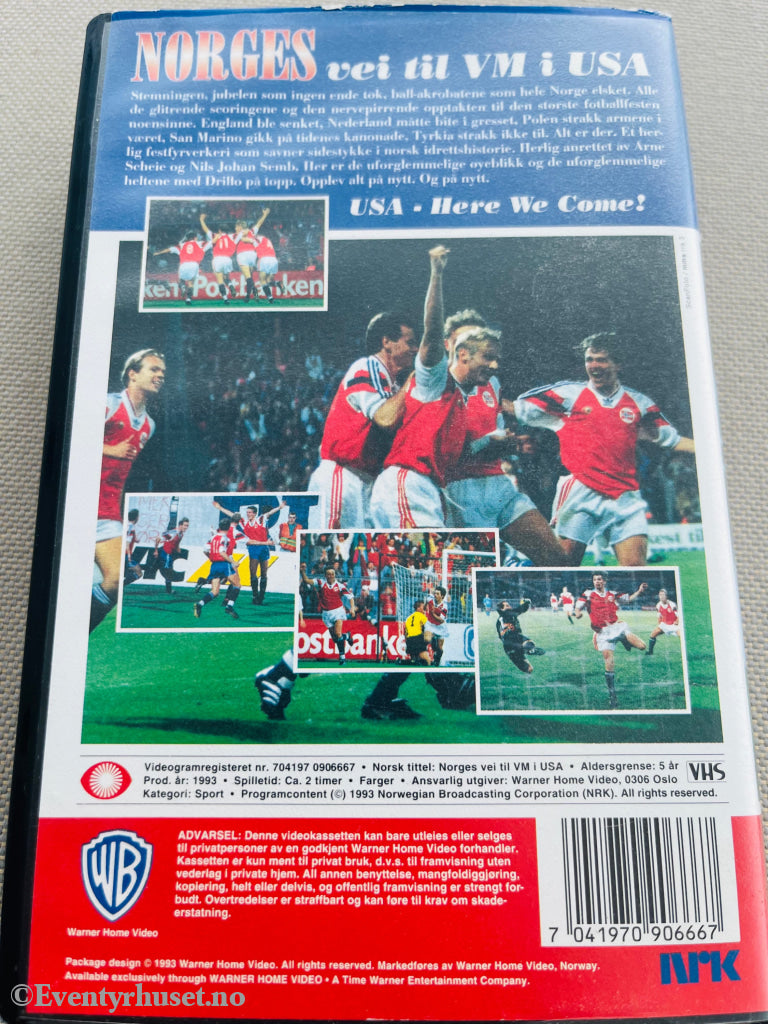 NORGES vei til VM i USA
Stemningen, jubelen som ingen ende tok, ball-akrobatene som hele Norge elsket. Alle
de glitrende scoringene og den nervepirrende opptakten til den største fotballfesten
noensinne. England ble senket, Nederland måtte bite i gresset, Polen strakk armene i
været, San Marino gikk på tidenes kanonade, Tyrkia strakk ikke til. Alt er der. Et her-
lig festfyrverkeri som savner sidestykke i norsk idrettshistorie. Herlig anrettet av Arne
Scheie og Nils Johan Semb. Her er de uforglemmelige øyeblikk og de uforglemmelige
heltene med Drillo på topp. Opplev alt på nytt. Og på nytt.
USA - Here We Come!
8 11
ken Postbanken
ostbanken
1
Videogramregisteret nr. 704197 0906667 • Norsk tittel: Norges vei til VM i USA • Aldersgrense: 5 år
Prod. år: 1993 • Spilletid: Ca. 2 timer • Farger • Ansvarlig utgiver: Warner Home Video, 0306 Oslo
Kategori: Sport • Programcontent (©) 1993 Norwegian Broadcasting Corporation (NRK). All rights reserved.
VHS
ADVARSEL: Denne videokassetten kan bare utleies eller selges
til privatpersoner av en godkjent Warner Home Video forhandler.
Kassetten er kun ment til privat bruk, d.v.s. til framvisning uten
vederlag i private hjem. All annen benyttelse, mangfoldiggjøring,
kopiering, helt eller delvis, og offentlig framvisning er strengt for-
budt. Overtredelser er straffbart og kan føre til krav om skade-
erstatning.
WB
Warner Home Video
7 041970 906667
Package design © 1993 Warner Home Video. All rights reserved. Markedføres av Warner Home Video, Norway.
Available exclusively through WARNER HOME VIDEO • A Time Warner Entertainment Company.
NRK
©Eventyrhuset.no